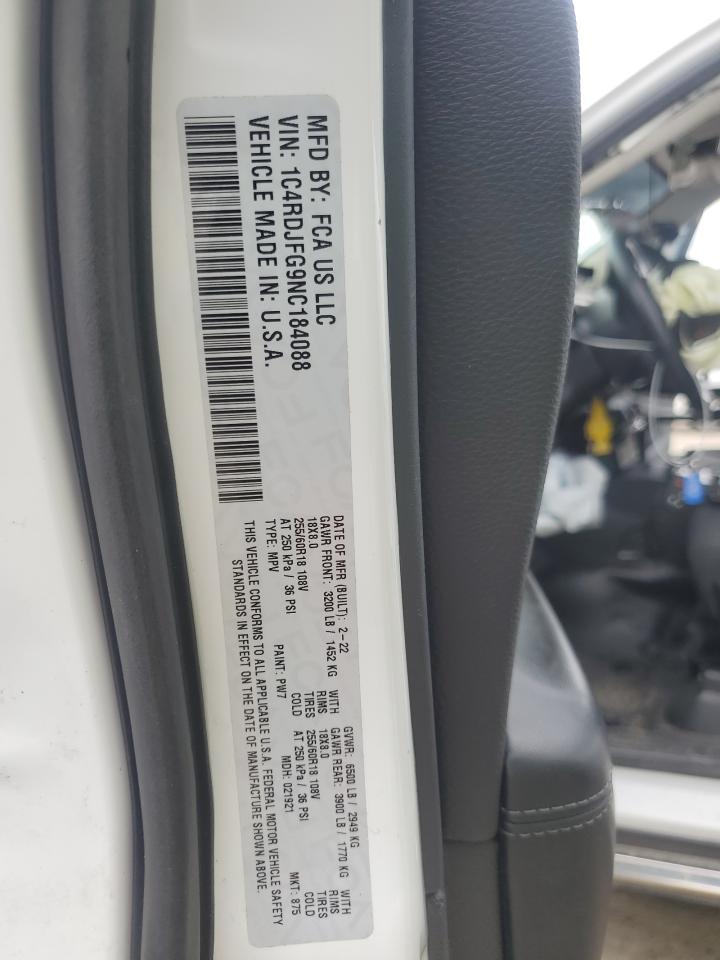 MFD BY: FCA US LLC
VIN: 1C4RDJFG9NC184088
VEHICLE MADE IN: U.S.A.
DATE OF MFR (BUILT): 2-22 GVWR: 6500 LB / 2949 KG
GAWR FRONT: 3200 LB / 1452 KG WITH GAWR REAR: 3900 LB / 1770 KG WITH
18X8.0 RIMS 18X8.0 RIMS
255/60R18 108V TIRES 255/60R18 108V TIRES
AT 250 kPa / 36 PSI COLD AT 250 kPa / 36 PSI COLD
TYPE: MPV PAINT: PW7 MDH: 021921 MKT: 875
THIS VEHICLE CONFORMS TO ALL APPLICABLE U.S.A. FEDERAL MOTOR VEHICLE SAFETY
STANDARDS IN EFFECT ON THE DATE OF MANUFACTURE SHOWN ABOVE.